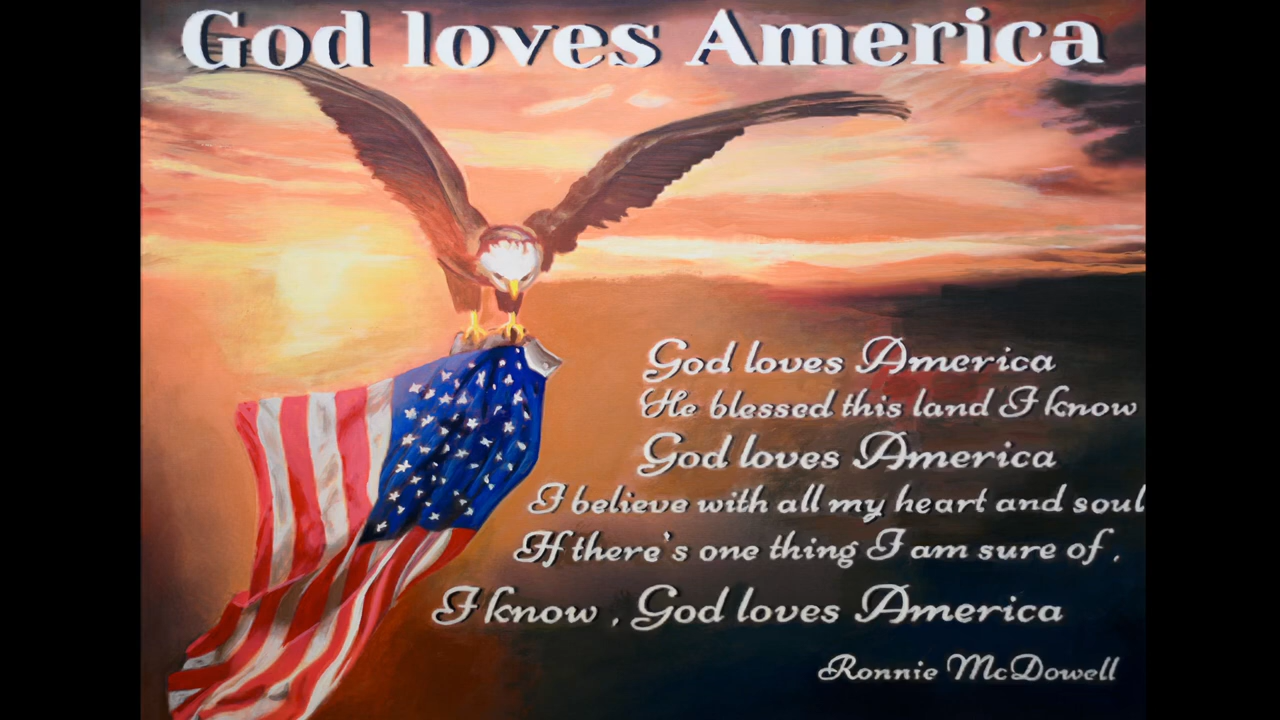 God loves America
God loves America
He blessed this land I know
God loves America
I believe with all my heart and soul
If there's one thing I am sure of,
I know, God loves America
Ronnie McDowell